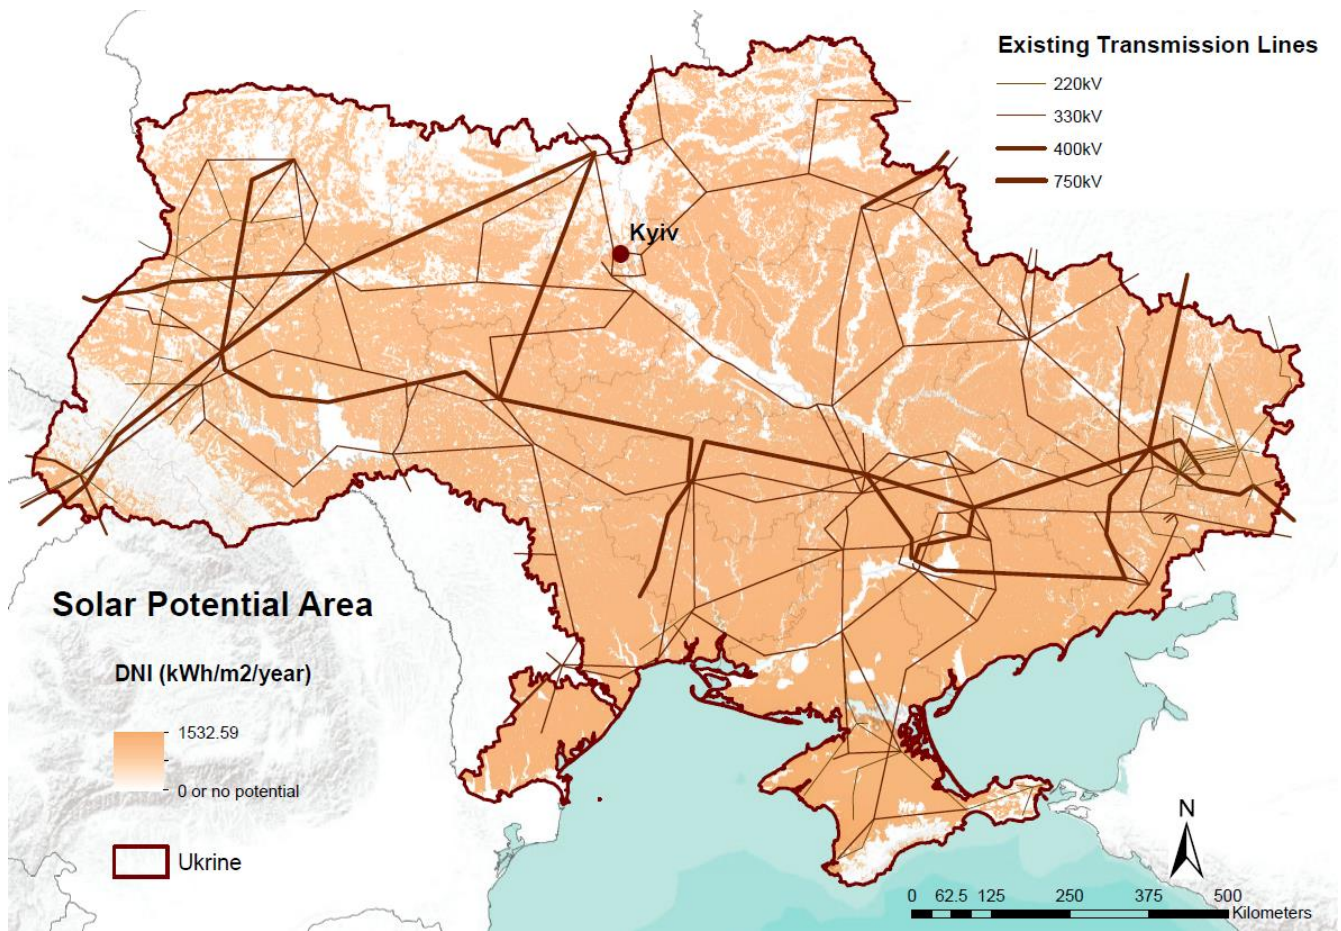 Existing Transmission Lines
220kV
330kV
400kV
750kV
Kyiv
Solar Potential Area
DNI (kWh/m2/year)
1532.59
0 or no potential
Ukrine
N
0 62.5 125 250 375 500
Kilometers